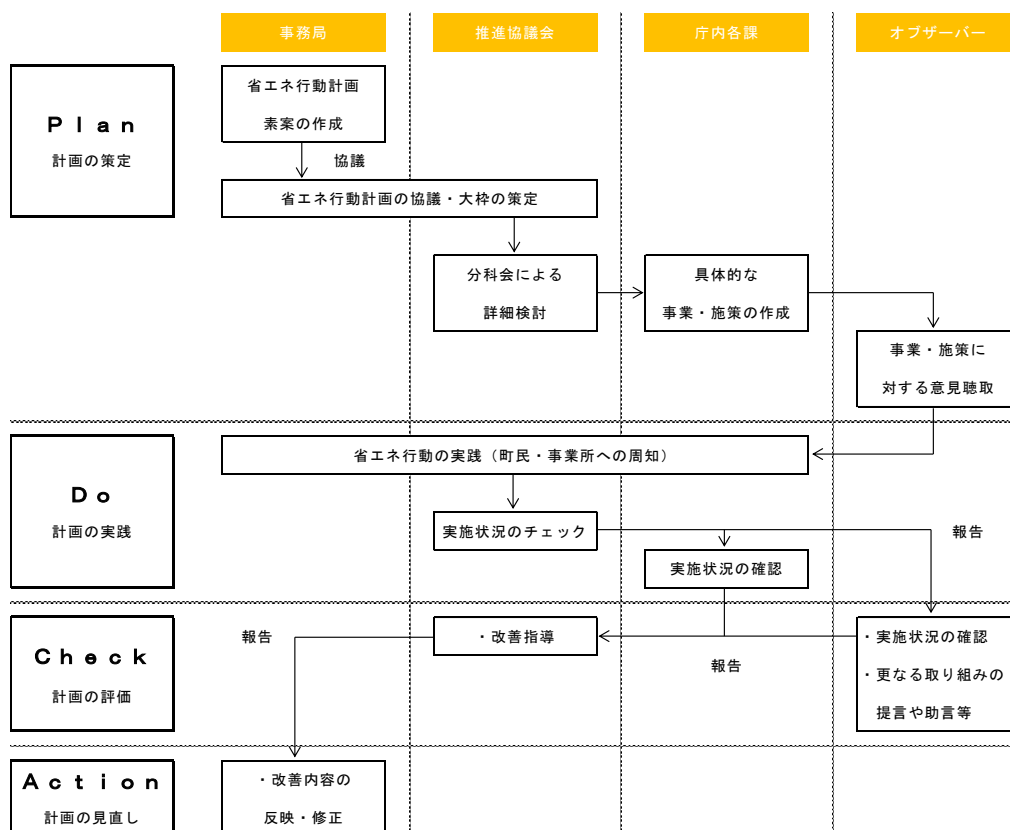 事務局
推進協議会
庁内各課
オブザーバー
Plan
計画の策定
省エネ行動計画
素案の作成
協議
省エネ行動計画の協議・大枠の策定
分科会による
詳細検討
具体的な
事業・施策の作成
事業・施策に
対する意見聴取
Do
計画の実践
省エネ行動の実践（町民・事業所への周知）
実施状況のチェック
報告
実施状況の確認
Check
計画の評価
報告
・改善指導
報告
・実施状況の確認
・更なる取り組みの
提言や助言等
Action
計画の見直し
・改善内容の
反映・修正